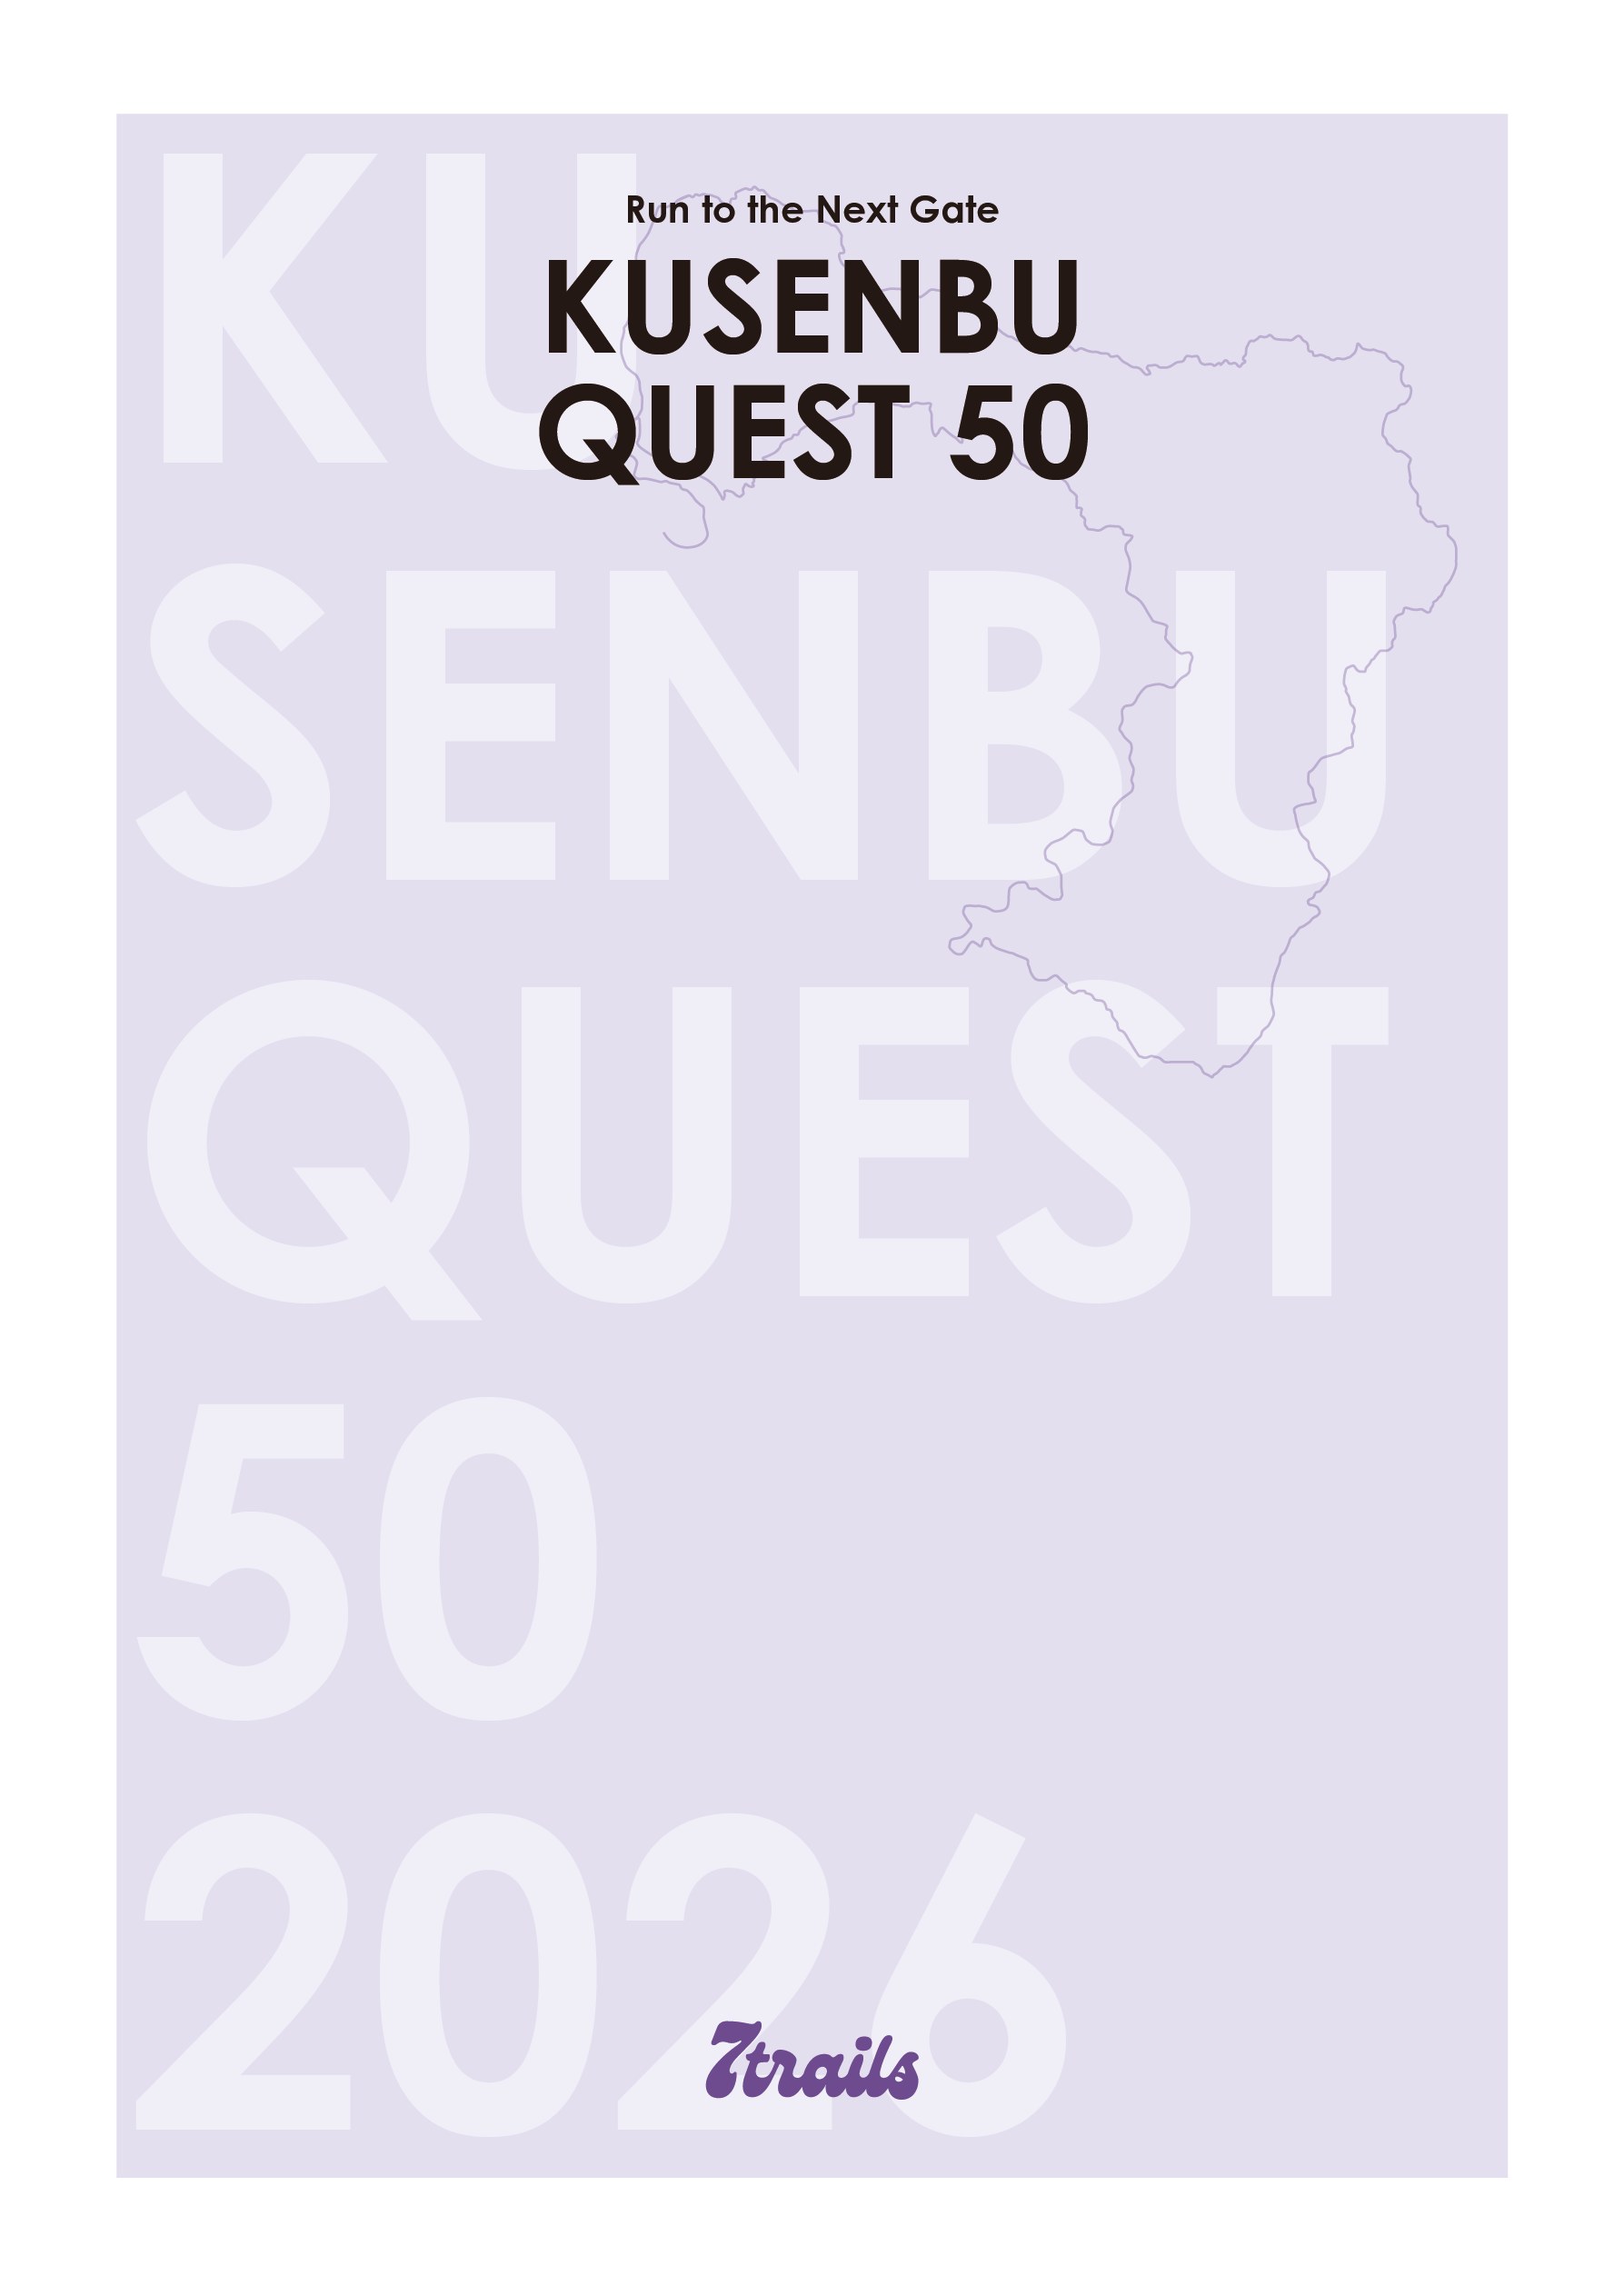 Run to the Next Gate
KUSENBU
QUEST 50
KU
SENBU
QUEST
50
2026
7trails